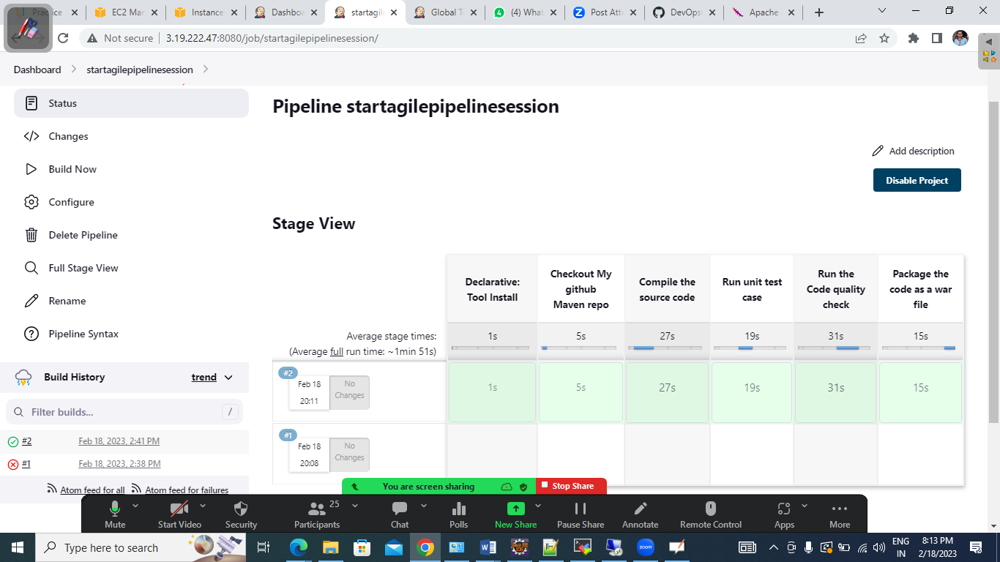 Practice
EC2 Mar
Instance
Dashboa
startagile
Global T
(4) What
Post Atte
DevOps
Apache
Not secure
3.19.222.47:8080/job/startagilepipelinesession/
Dashboard
startagilepipelinesession
Status
Changes
Build Now
Configure
Delete Pipeline
Full Stage View
Rename
Pipeline Syntax
Build History
trend
Filter builds...
/
#2
Feb 18, 2023, 2:41 PM
#1
Feb 18, 2023, 2:38 PM
Atom feed for all
Atom feed for failures
Pipeline startagilepipelinesession
Add description
Disable Project
Stage View
Declarative:
Tool Install
Checkout My
github
Maven repo
Compile the
source code
Run unit test
case
Run the
Code quality
check
Package the
code as a war
file
Average stage times:
(Average full run time: ~1min 51s)
1s
5s
27s
19s
31s
15s
#2
Feb 18
20:11
No
Changes
1s
5s
27s
19s
31s
15s
#1
Feb 18
20:08
No
Changes
You are screen sharing
Stop Share
Mute
Start Video
Security
Participants
25
Chat
Polls
New Share
Pause Share
Annotate
Remote Control
Apps
More
Type here to search
zoom
ENG
IN
8:13 PM
2/18/2023